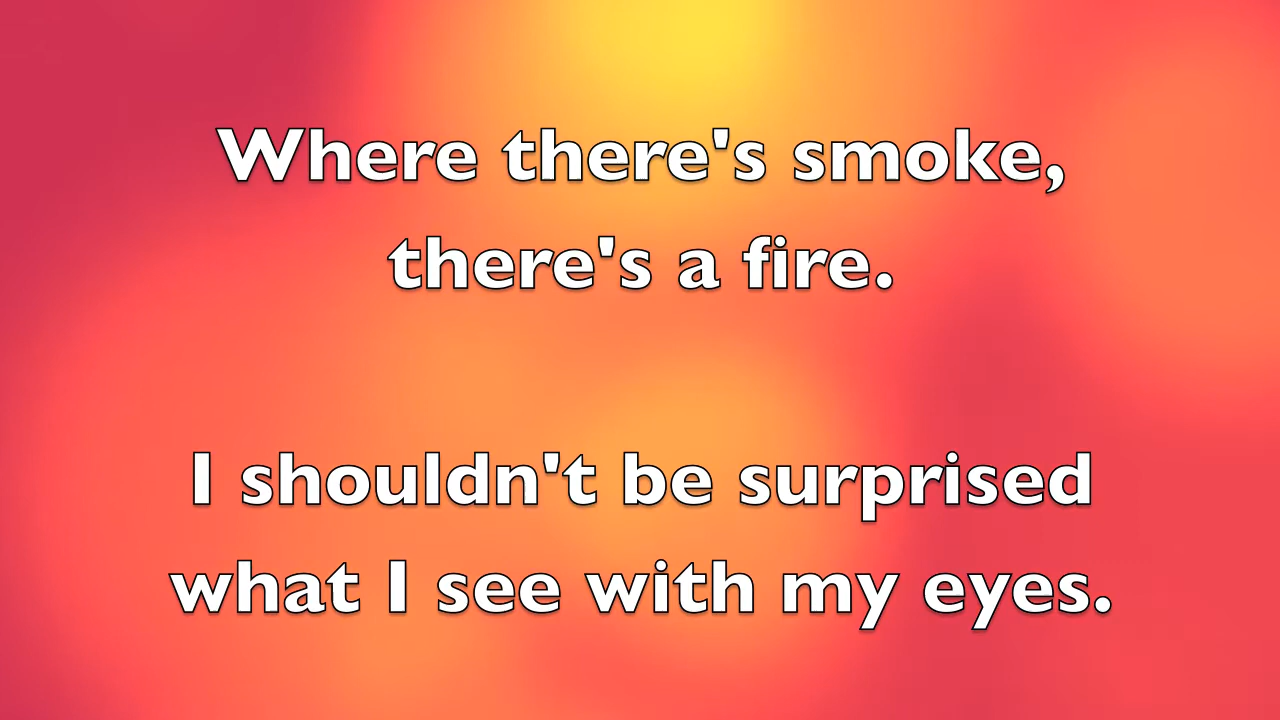 Where there's smoke,
there's a fire.
I shouldn't be surprised
what I see with my eyes.